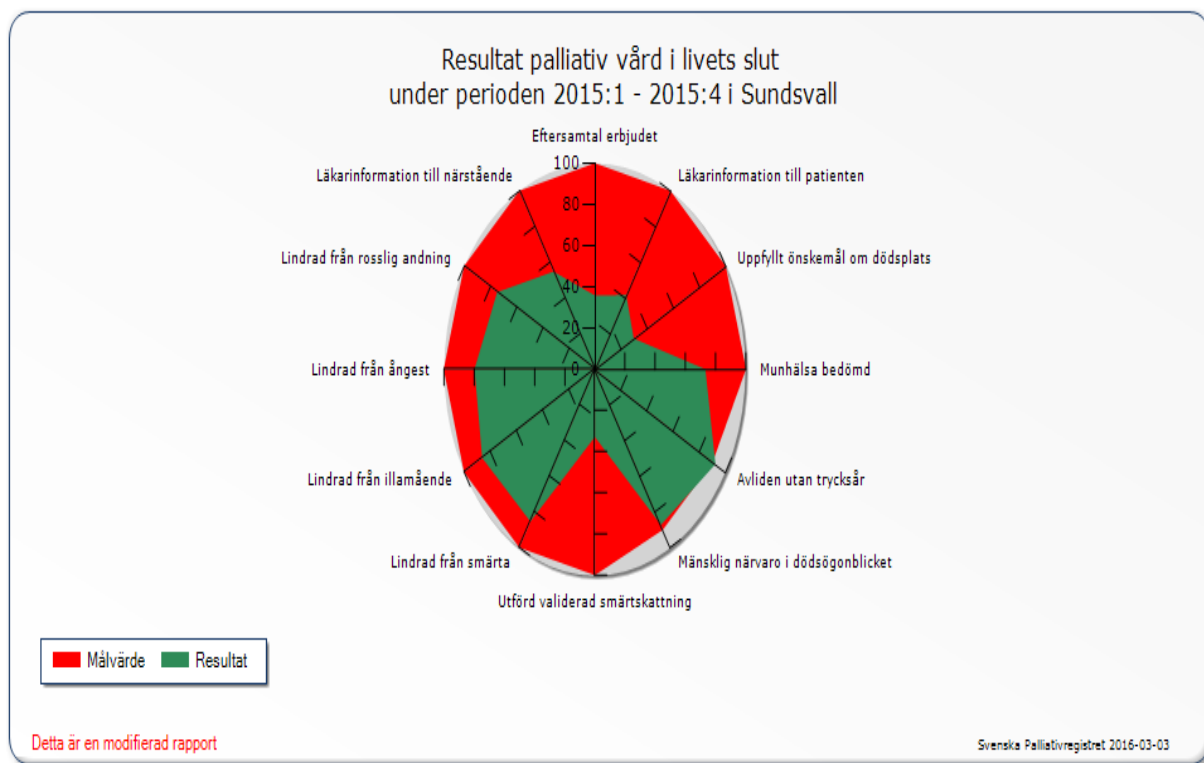 Resultat palliativ vård i livets slut
under perioden 2015:1 - 2015:4 i Sundsvall
Eftersamtal erbjudet
Läkarinformation till närstående
Läkarinformation till patienten
Lindrad från rosslig andning
Uppfyllt önskemål om dödsplats
Lindrad från ångest
Munhälsa bedömd
Lindrad från illamående
Avliden utan trycksår
Lindrad från smärta
Mänsklig närvaro i dödsögonblicket
Utförd validerad smärtskattning
100
80
60
40
20
0
Målvärde
Resultat
Detta är en modifierad rapport
Svenska Palliativregistret 2016-03-03